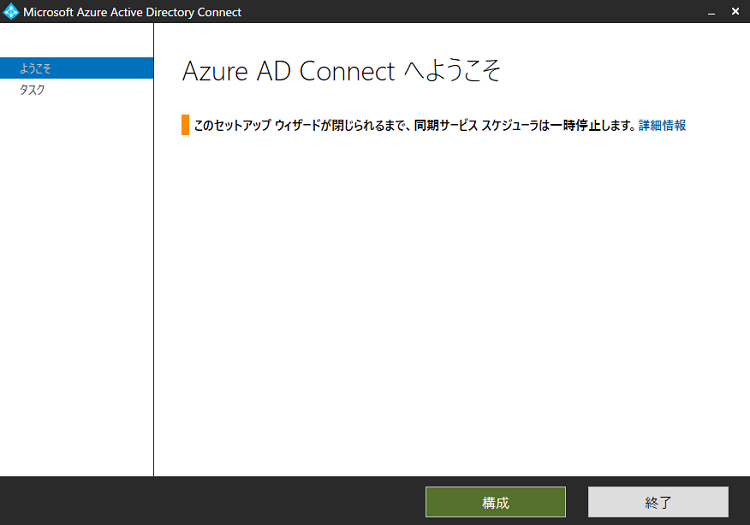 Microsoft Azure Active Directory Connect
ようこそ
タスク
Azure AD Connect へようこそ
このセットアップ ウィザードが閉じられるまで、同期サービス スケジューラは一時停止します。 詳細情報
構成
終了